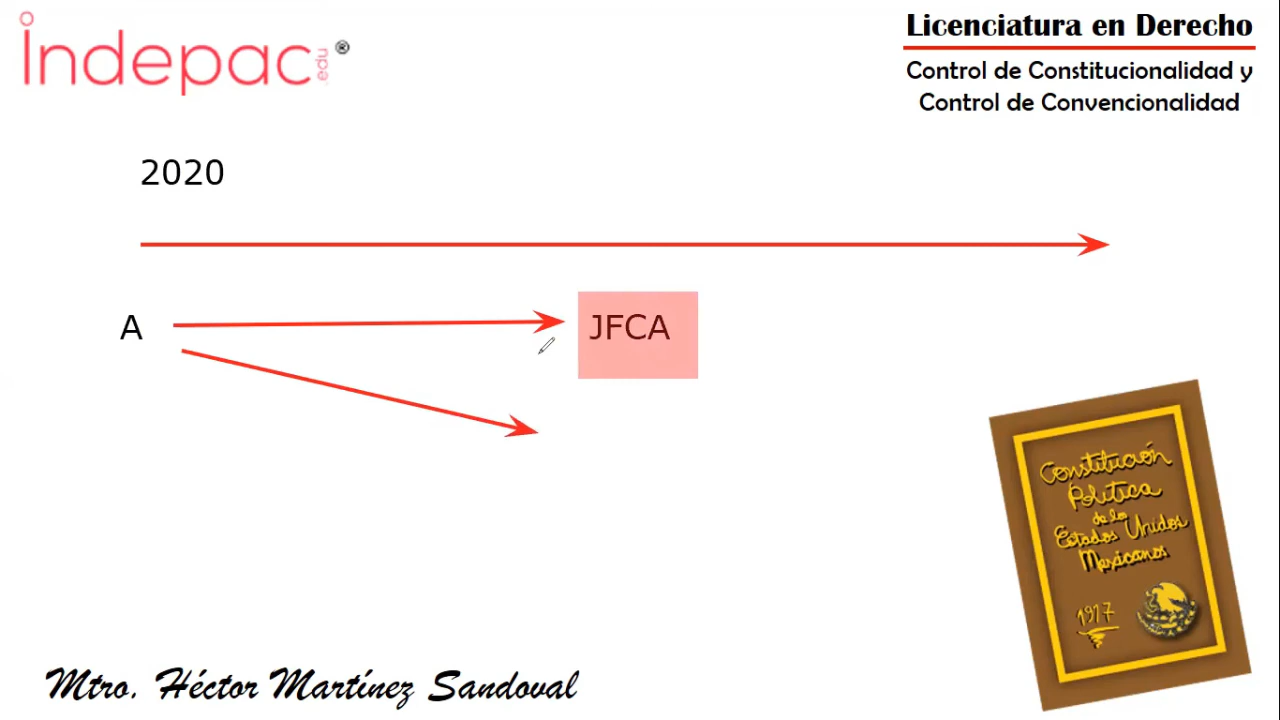 indepac.edu ®
Licenciatura en Derecho
Control de Constitucionalidad y
Control de Convencionalidad
2020
A
JFCA
Constitución
Política
de los
Estados Unidos
Mexicanos
1917
Mtro. Héctor Martínez Sandoval